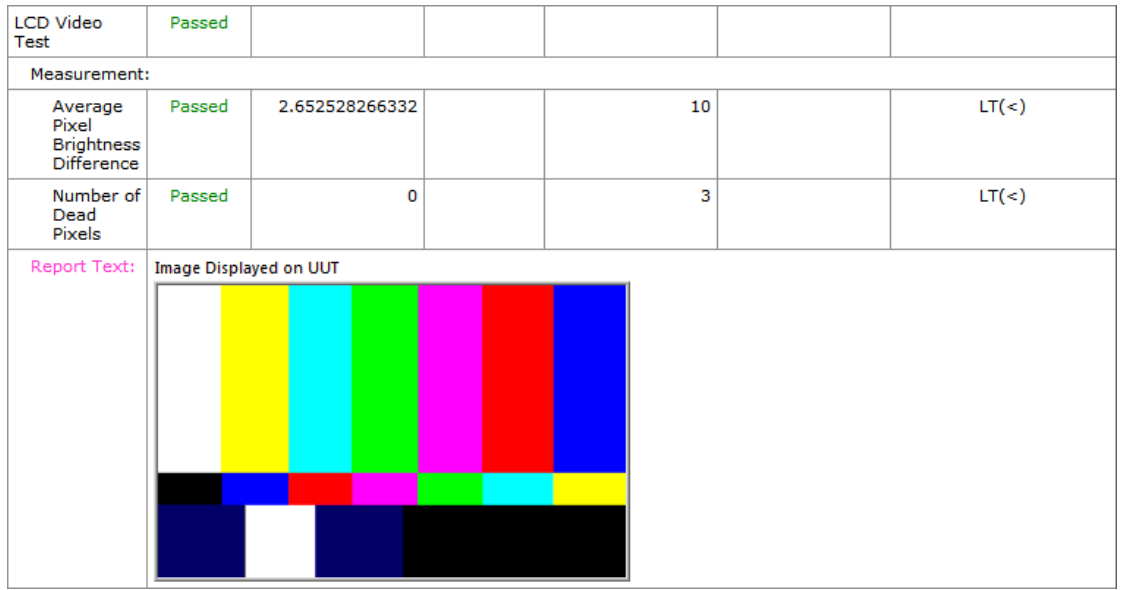 LCD Video
Test
Passed
Measurement:
Average
Pixel
Brightness
Difference
Passed
2.652528266332
10
LT(<)
Number of
Dead
Pixels
Passed
0
3
LT(<)
Report Text:
Image Displayed on UUT